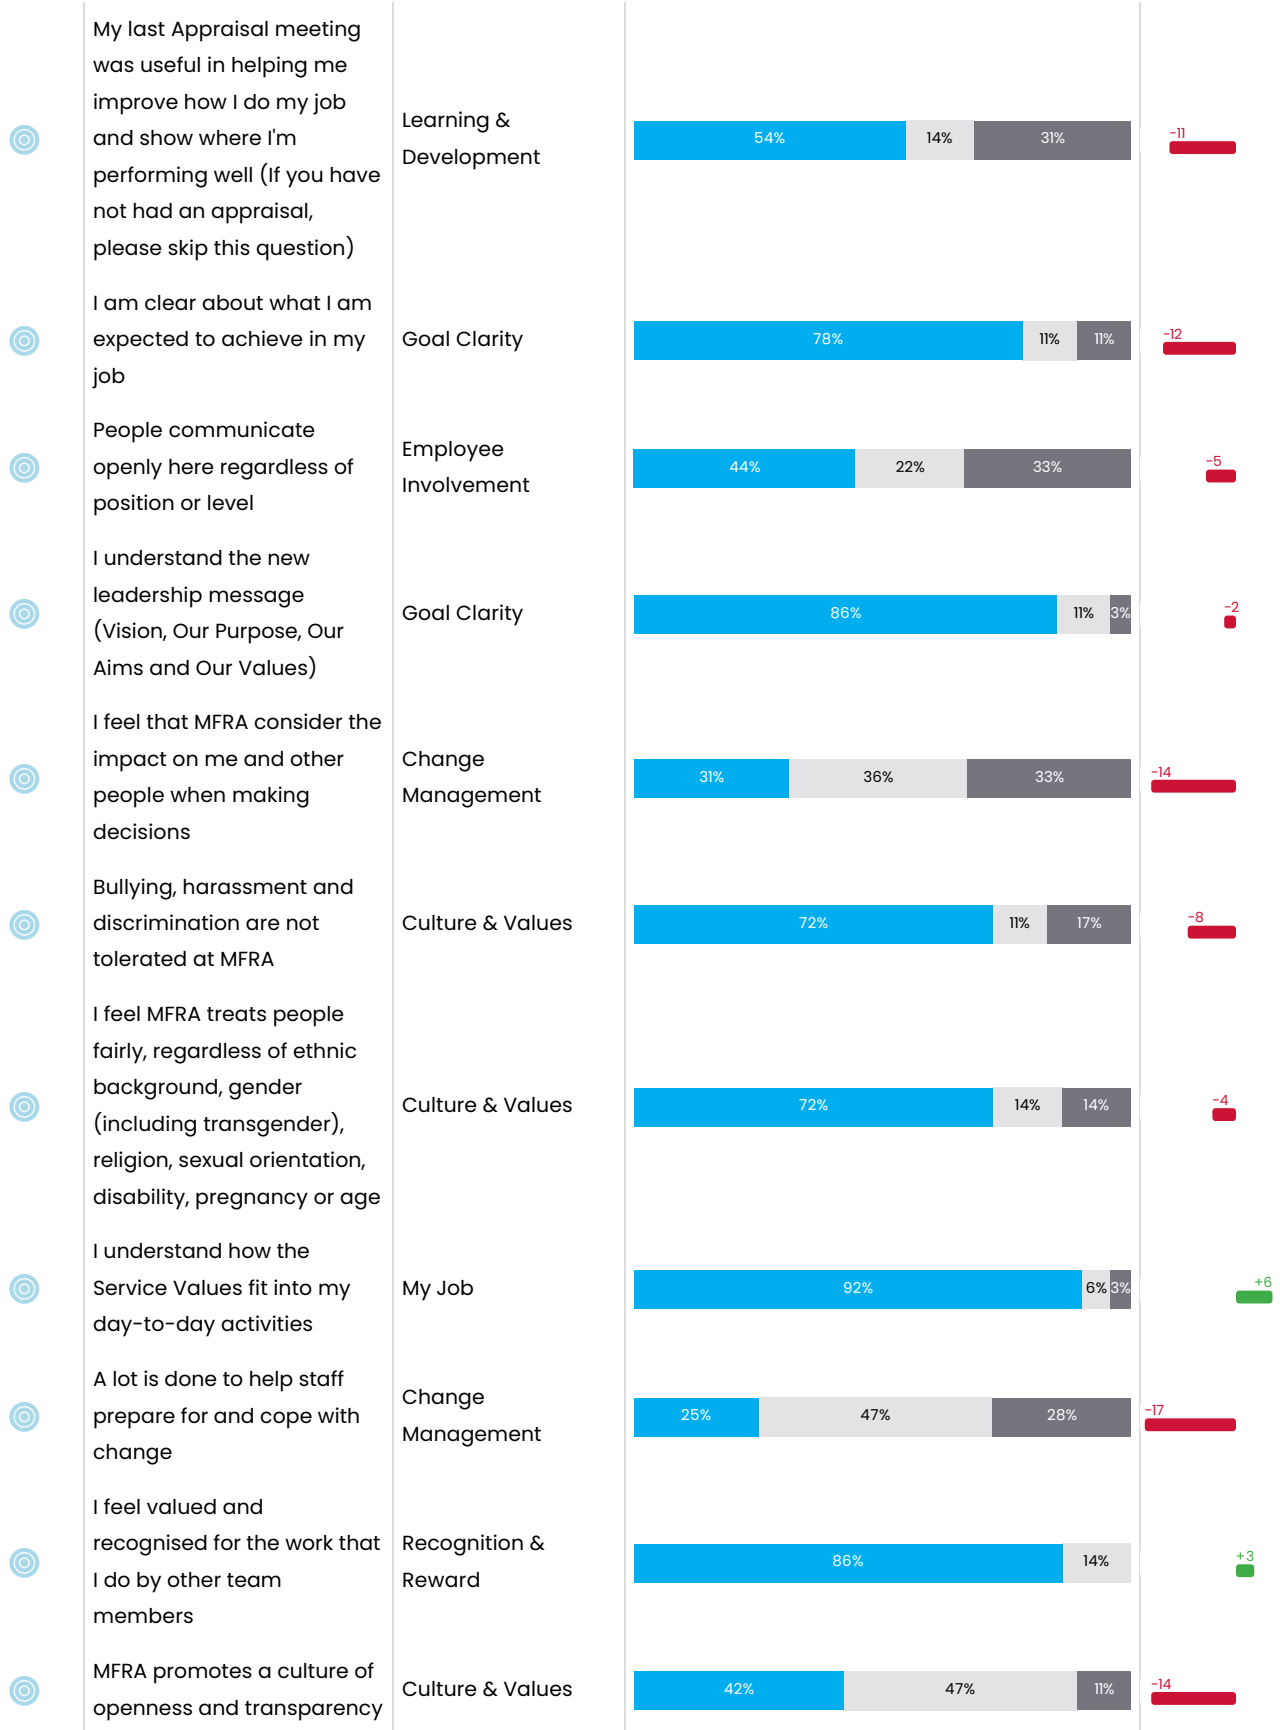 My last Appraisal meeting
was useful in helping me
improve how I do my job
and show where I'm
performing well (If you have
not had an appraisal,
please skip this question)
Learning &
Development
54% 14% 31%
-11
I am clear about what I am
expected to achieve in my
job
Goal Clarity
78% 11% 11%
-12
People communicate
openly here regardless of
position or level
Employee
Involvement
44% 22% 33%
-5
I understand the new
leadership message
(Vision, Our Purpose, Our
Aims and Our Values)
Goal Clarity
86% 11% 3%
-2
I feel that MFRA consider the
impact on me and other
people when making
decisions
Change
Management
31% 36% 33%
-14
Bullying, harassment and
discrimination are not
tolerated at MFRA
Culture & Values
72% 11% 17%
-8
I feel MFRA treats people
fairly, regardless of ethnic
background, gender
(including transgender),
religion, sexual orientation,
disability, pregnancy or age
Culture & Values
72% 14% 14%
-4
I understand how the
Service Values fit into my
day-to-day activities
My Job
92% 6% 3%
+6
A lot is done to help staff
prepare for and cope with
change
Change
Management
25% 47% 28%
-17
I feel valued and
recognised for the work that
I do by other team
members
Recognition &
Reward
86% 14%
+3
MFRA promotes a culture of
openness and transparency
Culture & Values
42% 47% 11%
-14